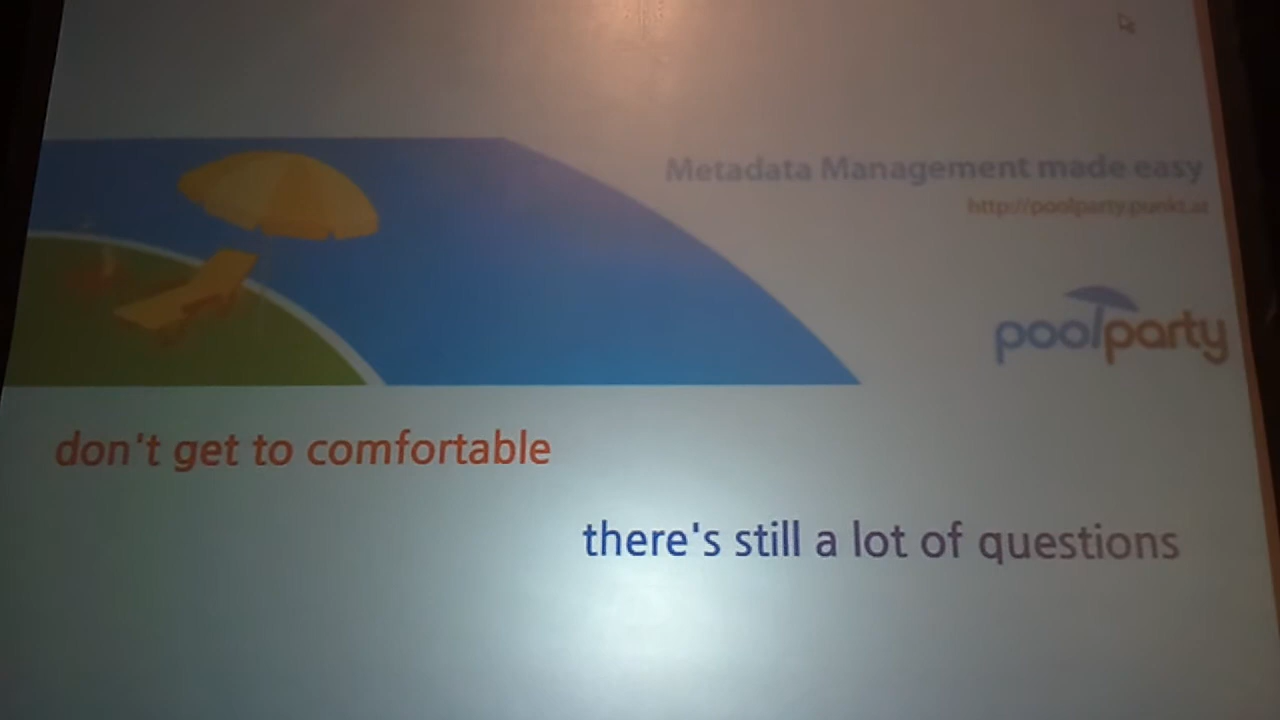 Metadata Management made easy
http://poolparty.punkt.at
poolparty
don't get to comfortable
there's still a lot of questions